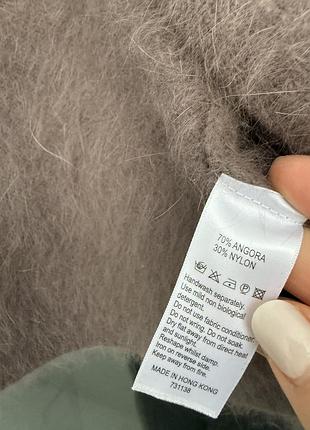 70% ANGORA
30% NYLON
Handwash separately.
Use mild non biological
detergent.
Do not use fabric conditioner.
Do not wring. Do not soak.
Dry flat away from direct heat
and sunlight.
Reshape whilst damp.
Iron on reverse side.
Keep away from fire.
MADE IN HONG KONG
731138